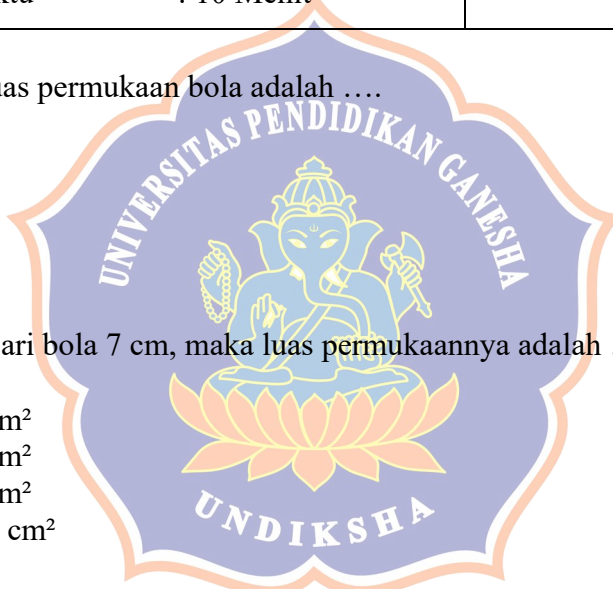 : 10 Menit
uas permukaan bola adalah ….
UNIVERSITAS PENDIDIKAN GANESHA
ari bola 7 cm, maka luas permukaannya adalah .
m²
m²
m²
cm²
UNDIKSHA